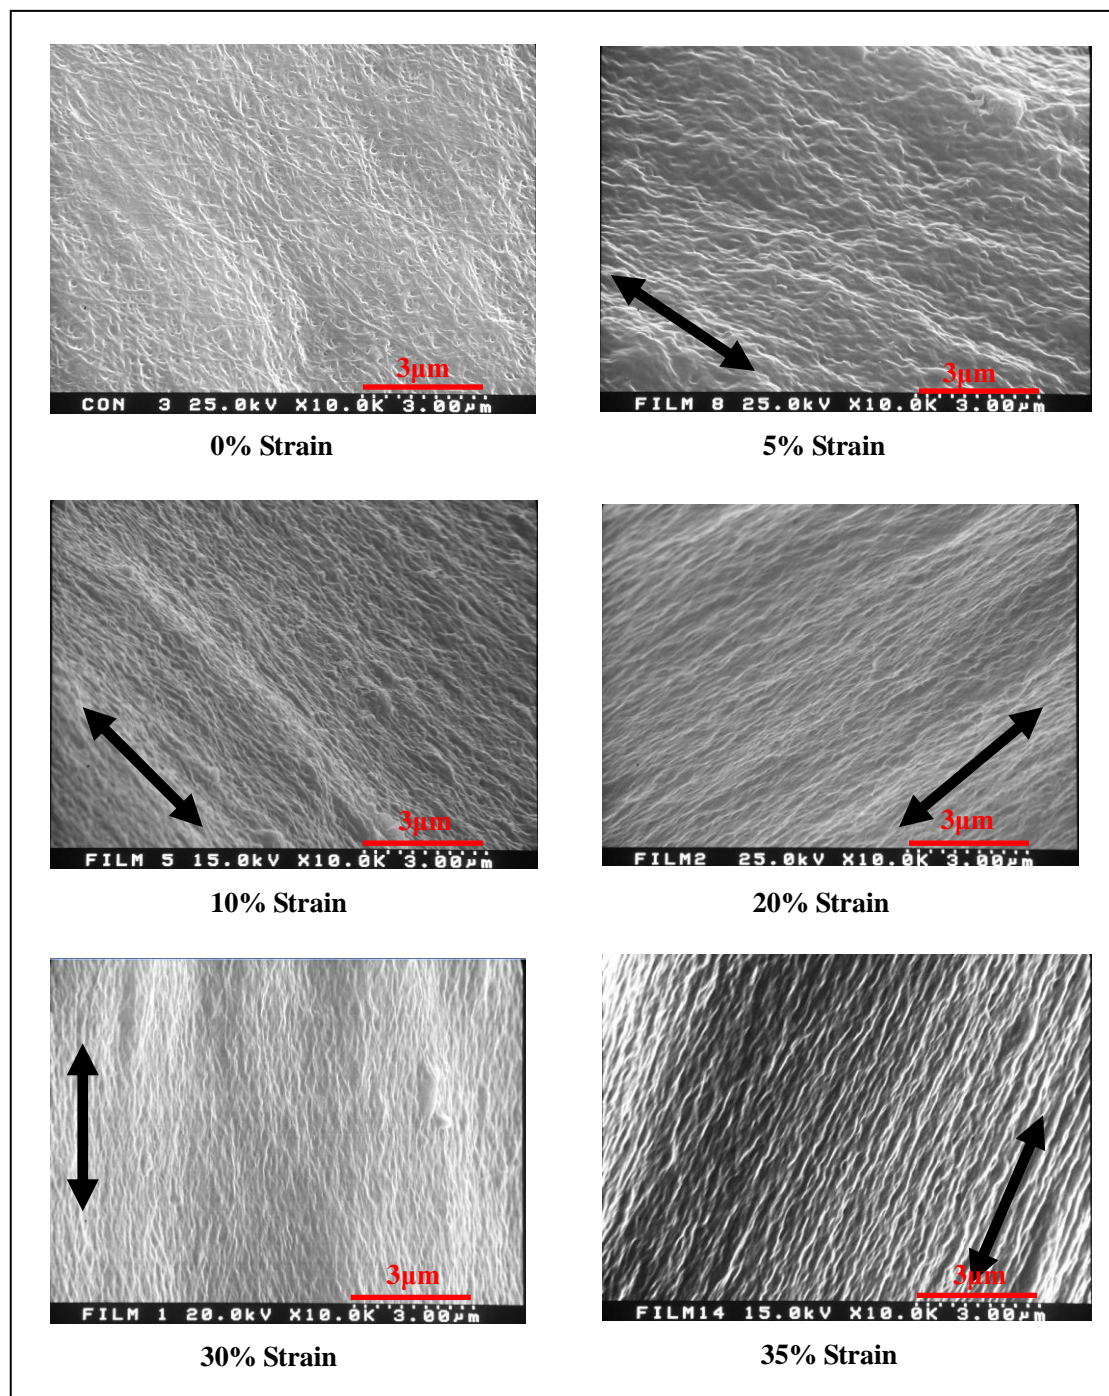 3μm
3μm
CON 3 25.0kV X10.0K 3.00μm
FILM 8 25.0kV X10.0K 3.00μm
0% Strain
5% Strain
3μm
3μm
FILM 5 15.0kV X10.0K 3.00μm
FILM2 25.0kV X10.0K 3.00μm
10% Strain
20% Strain
3μm
3μm
FILM 1 20.0kV X10.0K 3.00μm
FILM14 15.0kV X10.0K 3.00μm
30% Strain
35% Strain